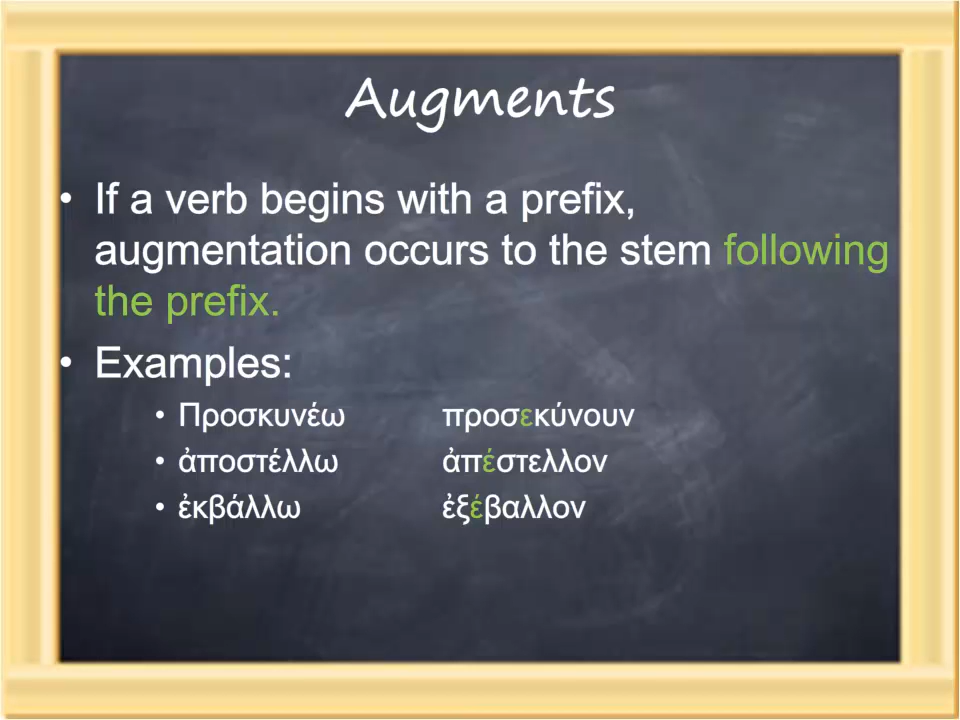 Augments
• If a verb begins with a prefix,
augmentation occurs to the stem following
the prefix.
• Examples:
• Προσκυνέω προσεκύνουν
• ἀποστέλλω ἀπέστελλον
• ἐκβάλλω ἐξέβαλλον